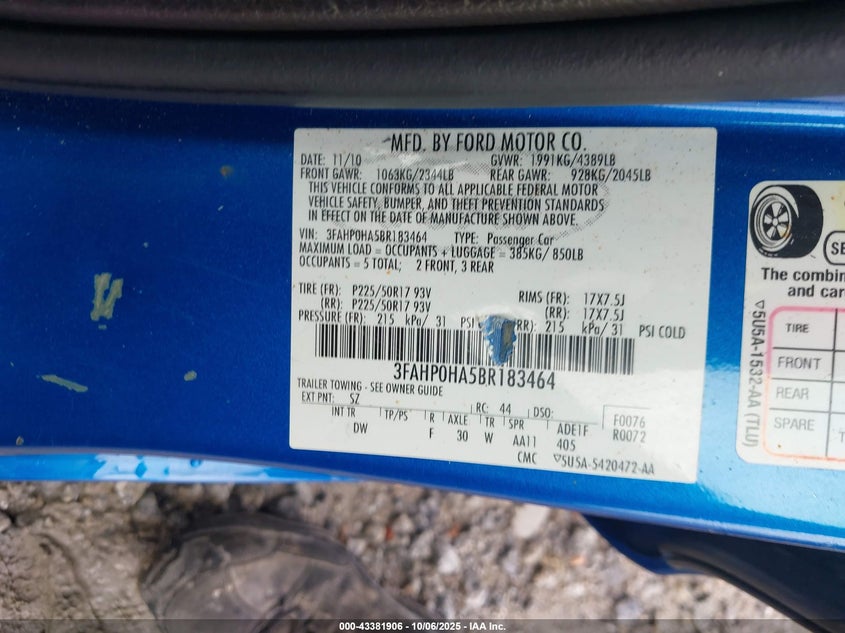 MFD. BY FORD MOTOR CO.
DATE: 11/10 GVWR: 1991KG/4389LB
FRONT GAWR: 1063KG/2344LB REAR GAWR: 928KG/2045LB
THIS VEHICLE CONFORMS TO ALL APPLICABLE FEDERAL MOTOR
VEHICLE SAFETY, BUMPER, AND THEFT PREVENTION STANDARDS
IN EFFECT ON THE DATE OF MANUFACTURE SHOWN ABOVE.
VIN: 3FAHP0HA5BR183464 TYPE: Passenger Car
MAXIMUM LOAD = OCCUPANTS + LUGGAGE = 385KG/ 850LB
OCCUPANTS = 5 TOTAL; 2 FRONT, 3 REAR
TIRE (FR): P225/50R17 93V RIMS (FR): 17X7.5J
(RR): P225/50R17 93V (RR): 17X7.5J
PRESSURE (FR): 215 kPa/ 31 PSI (RR): 215 kPa/ 31 PSI COLD
3FAHP0HA5BR183464
TRAILER TOWING - SEE OWNER GUIDE
EXT PNT: SZ RC: 44 DSO:
INT TR TP/PS R AXLE TR SPR ADE1F F0076
DW F 30 W AA11 405 R0072
CMC ▽5U5A-5420472-AA
SE
The combin
and car
TIRE
FRONT
REAR
SPARE T
▽5U5A-1532-AA (TLU)
000-43381906 - 10/06/2025 - IAA Inc.